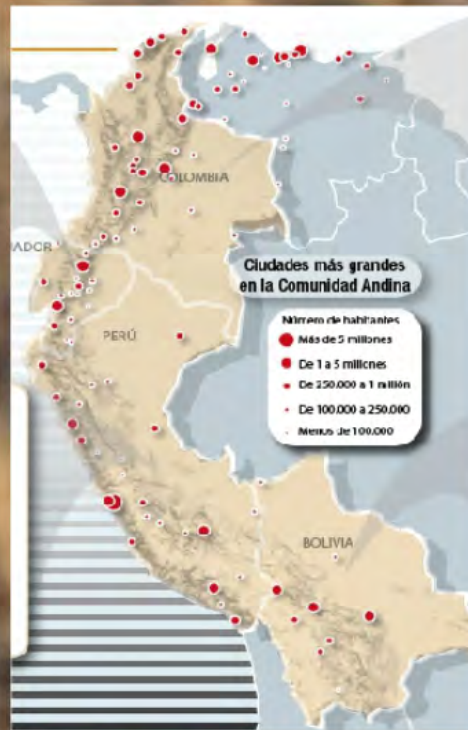 COLOMBIA
ADOR
Ciudades más grandes
en la Comunidad Andina
Número de habitantes
Más de 5 millones
De 1 a 5 millones
De 250.000 a 1 millón
De 100.000 a 250.000
Menos de 100.000
PERÚ
BOLIVIA